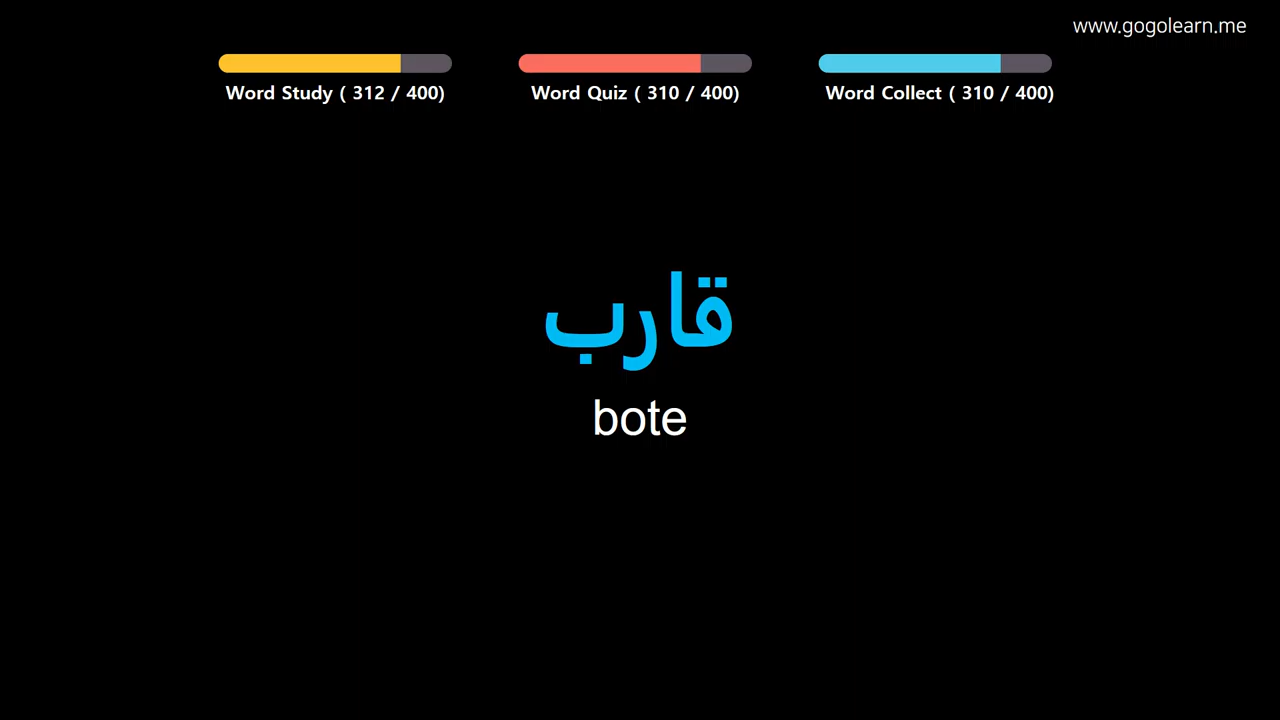 www.gogolearn.me
Word Study ( 312 / 400)
Word Quiz ( 310 / 400)
Word Collect ( 310 / 400)
قارب
bote